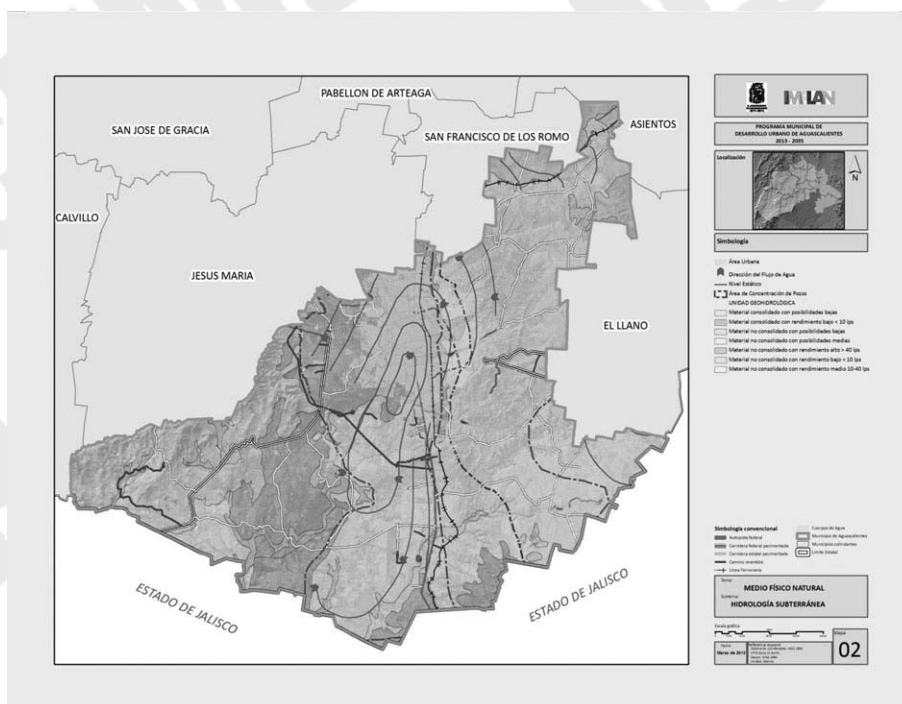 PABELLON DE ARTEAGA
SAN JOSE DE GRACIA
SAN FRANCISCO DE LOS ROMO
ASIENTOS
CALVILLO
JESUS MARIA
EL LLANO
ESTADO DE JALISCO
ESTADO DE JALISCO
IMPLAN
PROGRAMA MUNICIPAL DE
DESARROLLO URBANO DE AGUASCALIENTES
Localización
N
Simbología
Área Urbana
Dirección del Flujo de Agua
Nivel Estático
Área de Concentración de Pozos
UNIDAD GEOHIDROLÓGICA
Material consolidado con posibilidades bajas
Material consolidado con rendimiento bajo < 10 lps
Material no consolidado con posibilidades bajas
Material no consolidado con posibilidades medias
Material no consolidado con rendimiento alto > 40 lps
Material no consolidado con rendimiento bajo < 10 lps
Material no consolidado con rendimiento medio 10-40 lps
Simbología convencional
Autopista federal
Carretera federal pavimentada
Carretera estatal pavimentada
Camino revestido
Línea Ferroviaria
Cuerpos de Agua
Municipio de Aguascalientes
Municipios colindantes
Límite Estatal
Tema:
MEDIO FÍSICO NATURAL
Subtema:
HIDROLOGÍA SUBTERRÁNEA
Escala gráfica
Fecha:
Marzo de 2013
Mapa
02